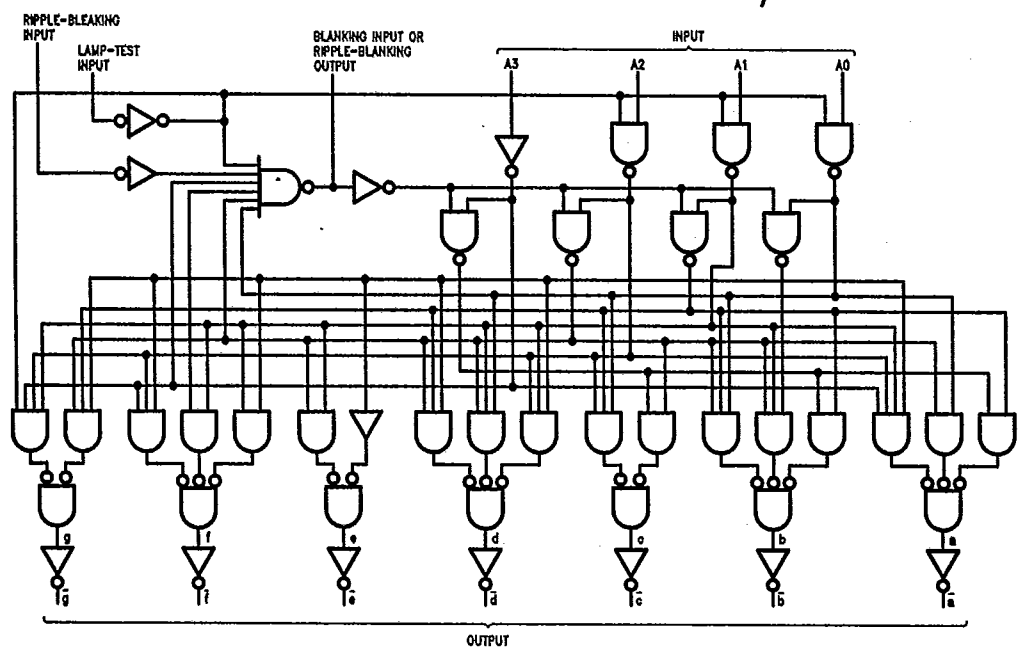 RIPPLE-BLEAKING
INPUT
LAMP-TEST
INPUT
BLANKING INPUT OR
RIPPLE-BLANKING
OUTPUT
INPUT
A3
A2
A1
A0
g
f
e
d
c
b
a
g̅
f̅
e̅
d̅
c̅
b̅
a̅
OUTPUT